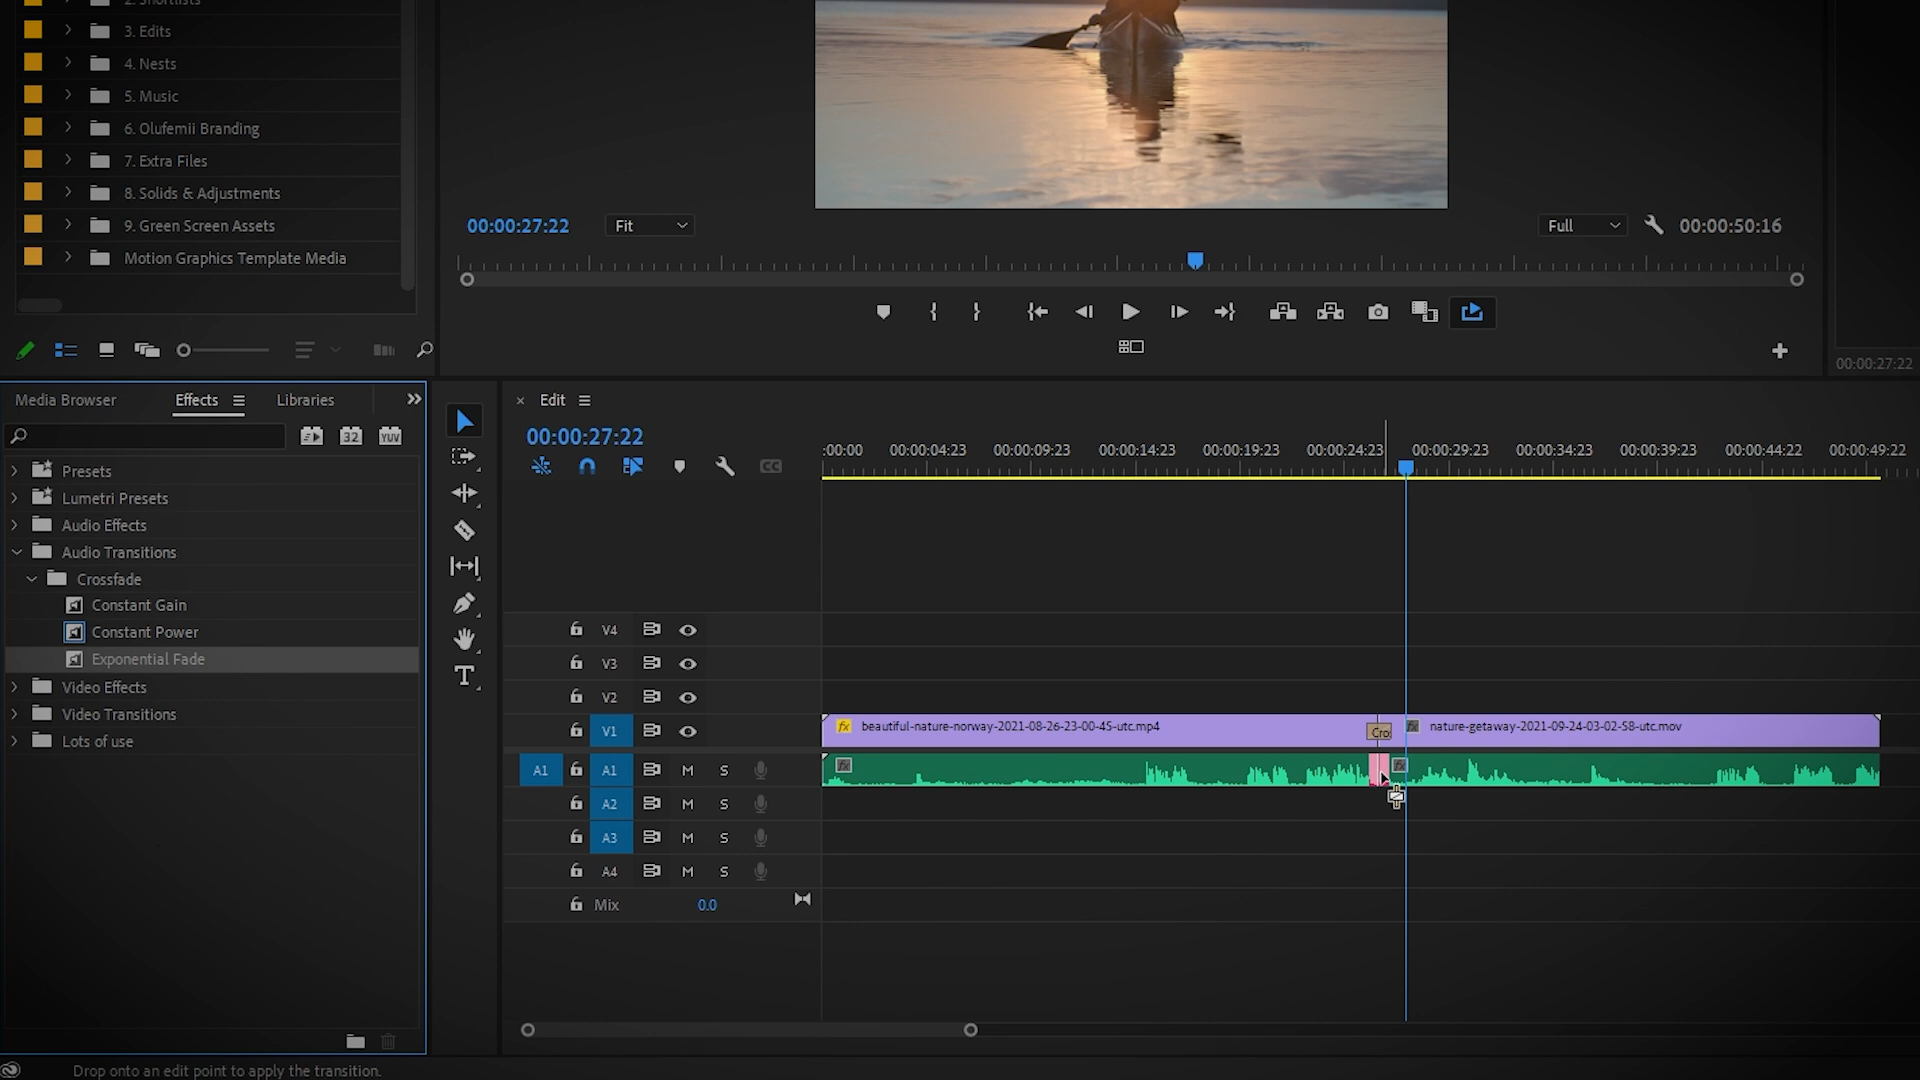 2. Shortlists
3. Edits
4. Nests
5. Music
6. Olufemii Branding
7. Extra Files
8. Solids & Adjustments
9. Green Screen Assets
Motion Graphics Template Media
00:00:27:22
Fit
Full
00:00:50:16
00:00:27:22
Media Browser
Effects
Libraries
32
YUV
Presets
Lumetri Presets
Audio Effects
Audio Transitions
Crossfade
Constant Gain
Constant Power
Exponential Fade
Video Effects
Video Transitions
Lots of use
Edit
00:00:27:22
CC
:00:00 00:00:04:23 00:00:09:23 00:00:14:23 00:00:19:23 00:00:24:23 00:00:29:23 00:00:34:23 00:00:39:23 00:00:44:22 00:00:49:22
V4
V3
V2
V1
fx beautiful-nature-norway-2021-08-26-23-00-45-utc.mp4 Cro fx nature-getaway-2021-09-24-03-02-58-utc.mov
A1 A1 M S fx fx
A2 M S
A3 M S
A4 M S
Mix 0.0
Drop onto an edit point to apply the transition.